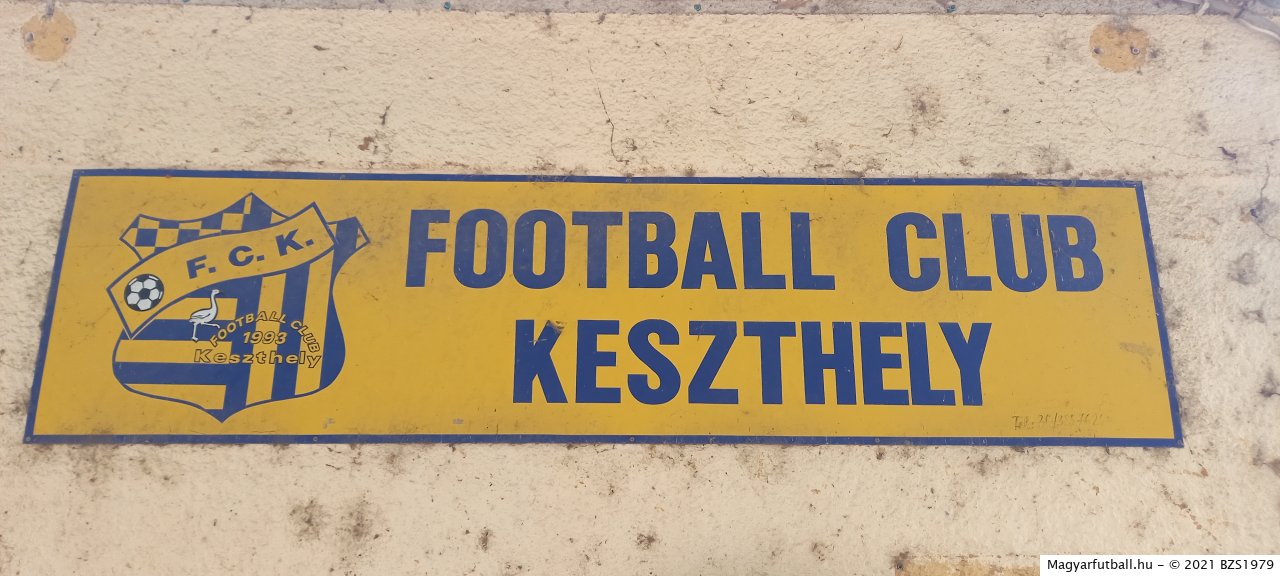 F. C. K.
FOOTBALL CLUB
1993
Keszthely
FOOTBALL CLUB
KESZTHELY
Magyarfutball.hu – © 2021 BZS1979